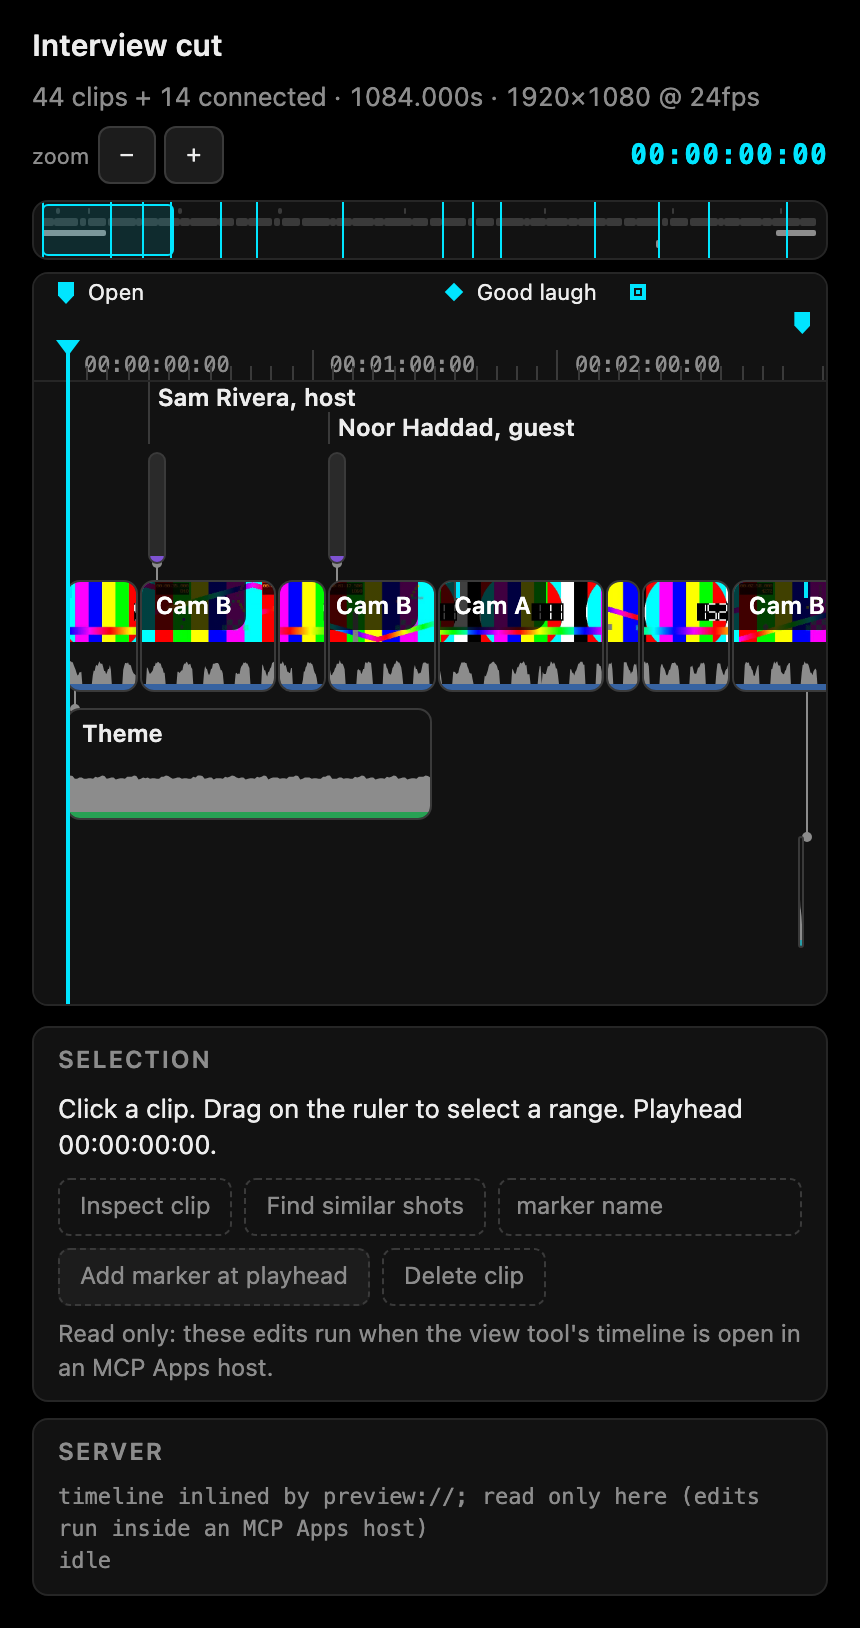 Interview cut
44 clips + 14 connected · 1084.000s · 1920×1080 @ 24fps
zoom − + 00:00:00:00
Open Good laugh
00:00:00:00 00:01:00:00 00:02:00:00
Sam Rivera, host
Noor Haddad, guest
Cam B Cam B Cam A Cam B
Theme
SELECTION
Click a clip. Drag on the ruler to select a range. Playhead
00:00:00:00.
Inspect clip Find similar shots marker name
Add marker at playhead Delete clip
Read only: these edits run when the view tool's timeline is open in
an MCP Apps host.
SERVER
timeline inlined by preview://; read only here (edits
run inside an MCP Apps host)
idle